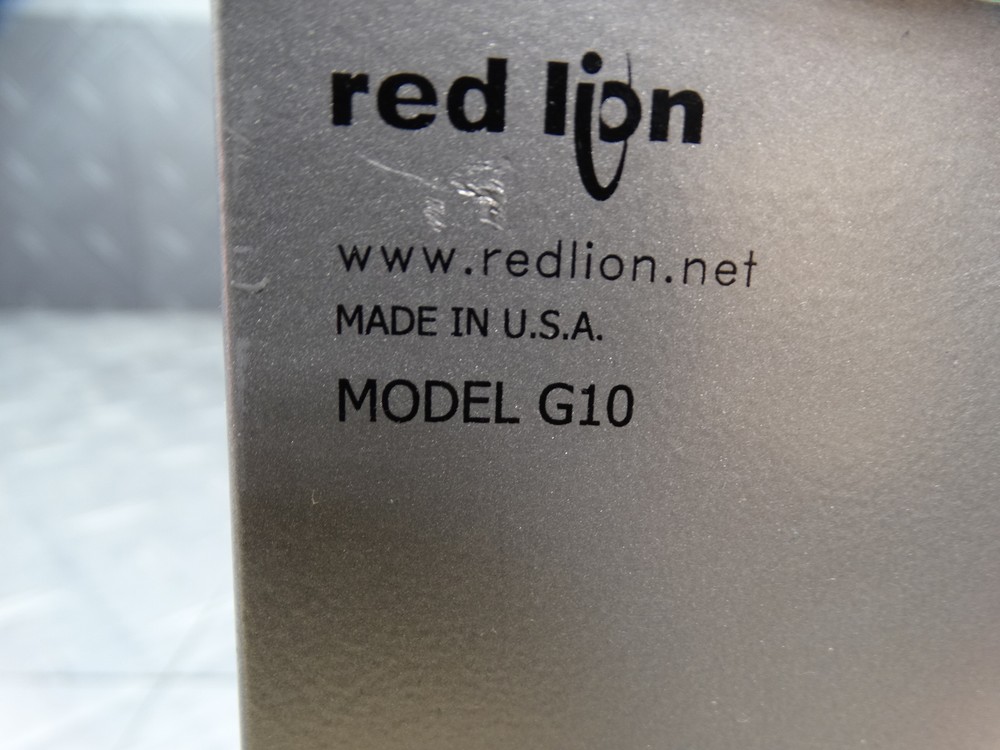 red lion
www.redlion.net
MADE IN U.S.A.
MODEL G10